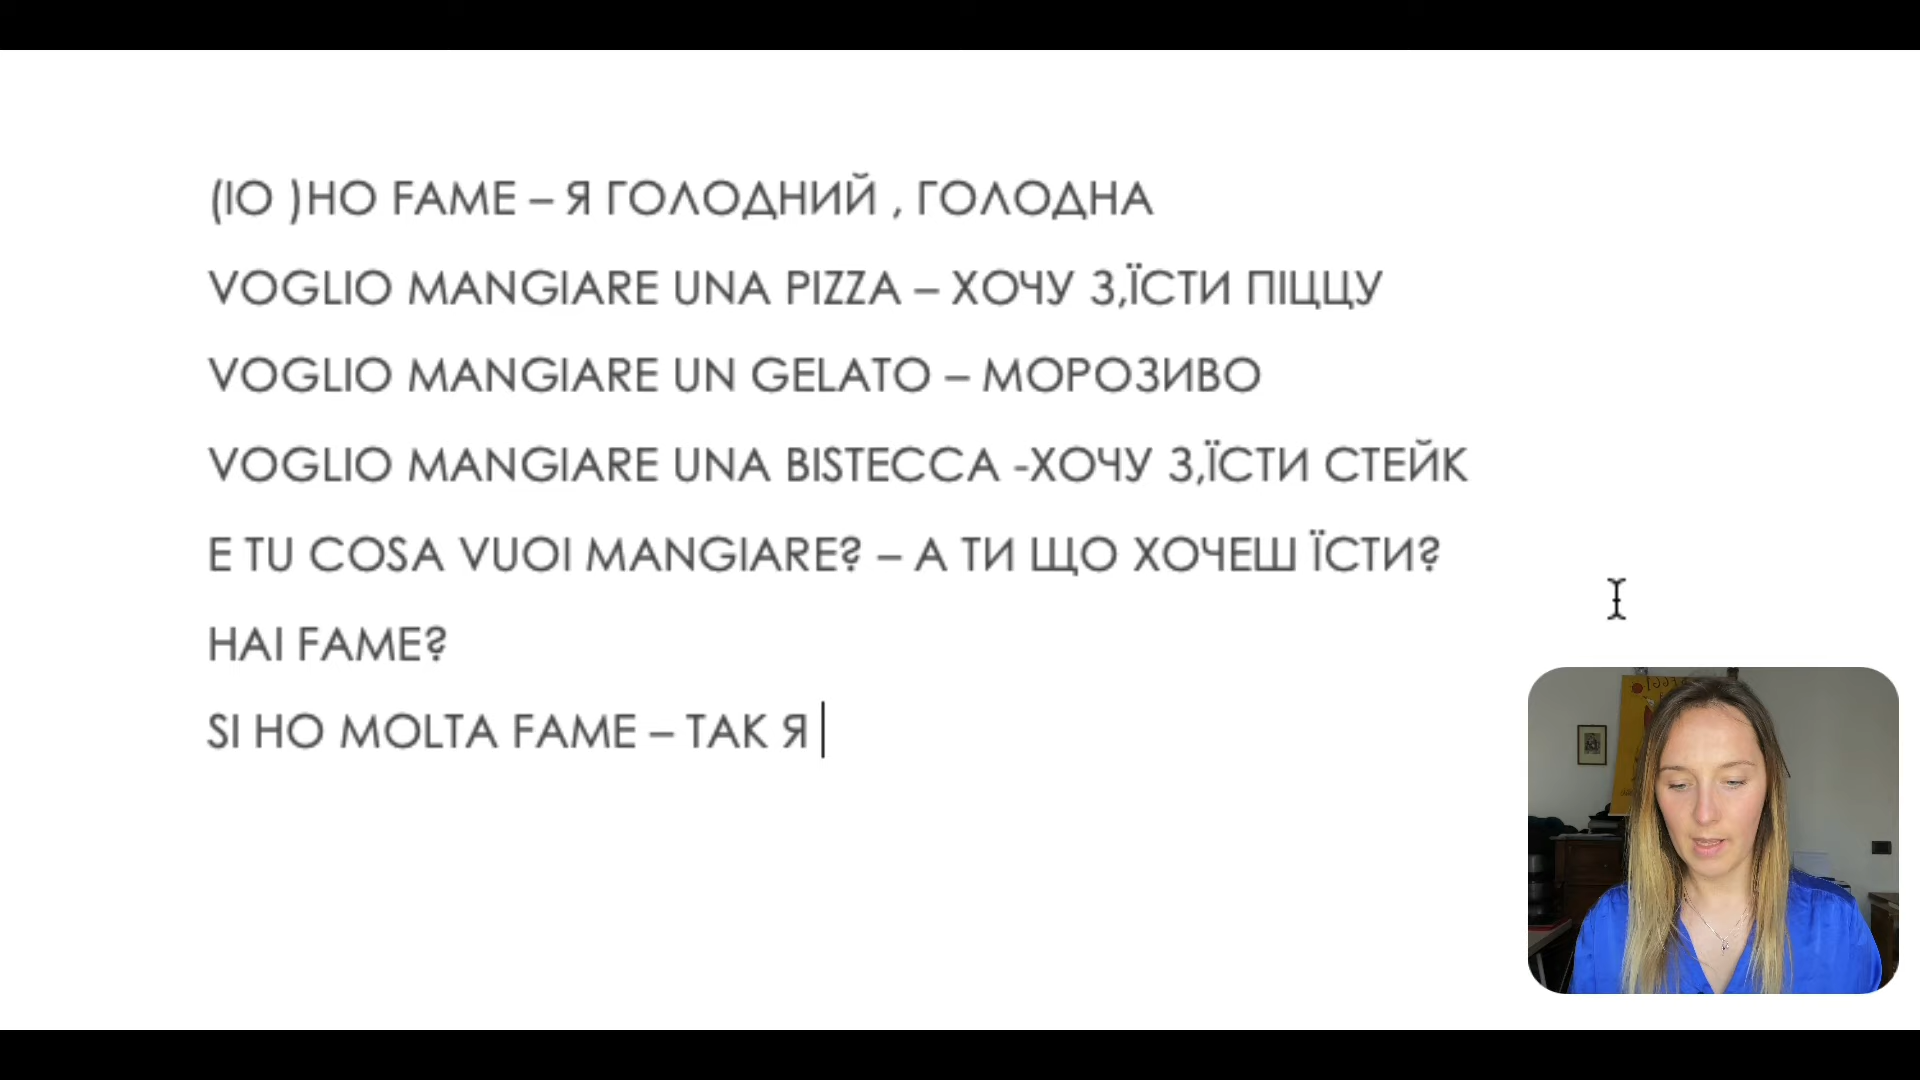 (IO )HO FAME – Я ГОЛОДНИЙ , ГОЛОДНА
VOGLIO MANGIARE UNA PIZZA – ХОЧУ З,ЇСТИ ПІЦЦУ
VOGLIO MANGIARE UN GELATO – МОРОЗИВО
VOGLIO MANGIARE UNA BISTECCA -ХОЧУ З,ЇСТИ СТЕЙК
E TU COSA VUOI MANGIARE? – А ТИ ЩО ХОЧЕШ ЇСТИ?
HAI FAME?
SI HO MOLTA FAME – ТАК Я